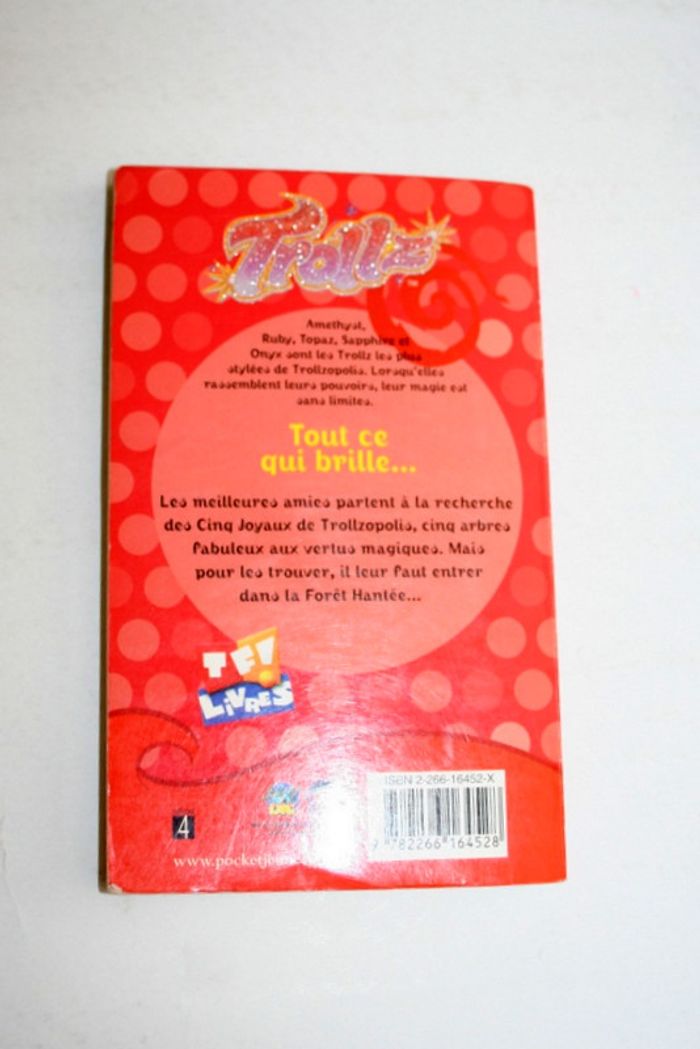 Trollz
Amethyst,
Ruby, Topaz, Sapphire et
Onyx sont les Trollz les plus
stylées de Trollzopolis. Lorsqu'elles
rassemblent leurs pouvoirs, leur magie est
sans limites.
Tout ce
qui brille...
Les meilleures amies partent à la recherche
des Cinq Joyaux de Trollzopolis, cinq arbres
fabuleux aux vertus magiques. Mais
pour les trouver, il leur faut entrer
dans la Forêt Hantée...
TF!
LIVRES
ISBN 2-266-16452-X
4
9 782266 164528